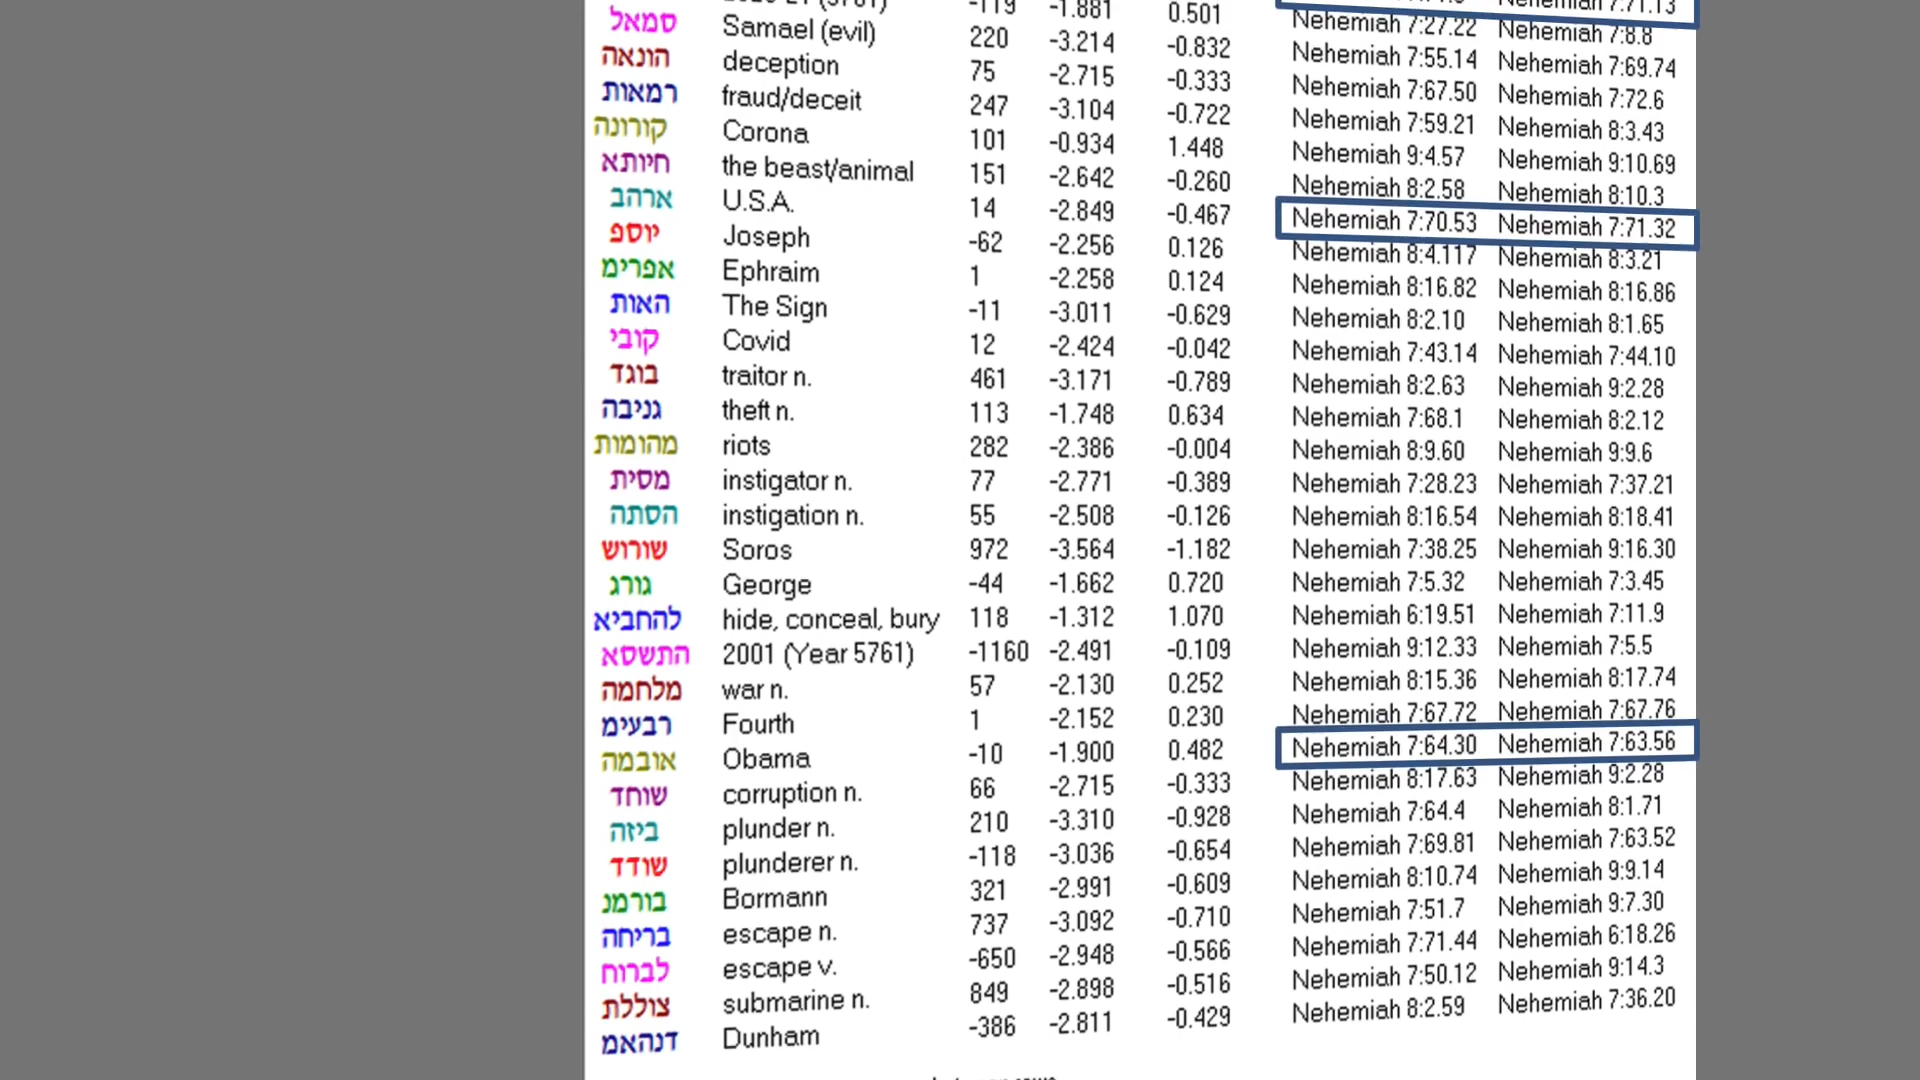 -119 -1.881 0.501 Nehemiah 7:27.22 Nehemiah 7:8.8
סמאל Samael (evil) 220 -3.214 -0.832 Nehemiah 7:55.14 Nehemiah 7:69.74
הונאה deception 75 -2.715 -0.333 Nehemiah 7:67.50 Nehemiah 7:72.6
רמאות fraud/deceit 247 -3.104 -0.722 Nehemiah 7:59.21 Nehemiah 8:3.43
קורונה Corona 101 -0.934 1.448 Nehemiah 9:4.57 Nehemiah 9:10.69
חיותא the beast/animal 151 -2.642 -0.260 Nehemiah 8:2.58 Nehemiah 8:10.3
ארהב U.S.A. 14 -2.849 -0.467 Nehemiah 7:70.53 Nehemiah 7:71.32
יוספ Joseph -62 -2.256 0.126 Nehemiah 8:4.117 Nehemiah 8:3.21
אפרימ Ephraim 1 -2.258 0.124 Nehemiah 8:16.82 Nehemiah 8:16.86
האות The Sign -11 -3.011 -0.629 Nehemiah 8:2.10 Nehemiah 8:1.65
קובי Covid 12 -2.424 -0.042 Nehemiah 7:43.14 Nehemiah 7:44.10
בוגד traitor n. 461 -3.171 -0.789 Nehemiah 8:2.63 Nehemiah 9:2.28
גניבה theft n. 113 -1.748 0.634 Nehemiah 7:68.1 Nehemiah 8:2.12
מהומות riots 282 -2.386 -0.004 Nehemiah 8:9.60 Nehemiah 9:9.6
מסית instigator n. 77 -2.771 -0.389 Nehemiah 7:28.23 Nehemiah 7:37.21
הסתה instigation n. 55 -2.508 -0.126 Nehemiah 8:16.54 Nehemiah 8:18.41
שורוש Soros 972 -3.564 -1.182 Nehemiah 7:38.25 Nehemiah 9:16.30
גורג George -44 -1.662 0.720 Nehemiah 7:5.32 Nehemiah 7:3.45
להחביא hide, conceal, bury 118 -1.312 1.070 Nehemiah 6:19.51 Nehemiah 7:11.9
התשסא 2001 (Year 5761) -1160 -2.491 -0.109 Nehemiah 9:12.33 Nehemiah 7:5.5
מלחמה war n. 57 -2.130 0.252 Nehemiah 8:15.36 Nehemiah 8:17.74
רבעימ Fourth 1 -2.152 0.230 Nehemiah 7:67.72 Nehemiah 7:67.76
אובמה Obama -10 -1.900 0.482 Nehemiah 7:64.30 Nehemiah 7:63.56
שוחד corruption n. 66 -2.715 -0.333 Nehemiah 8:17.63 Nehemiah 9:2.28
ביזה plunder n. 210 -3.310 -0.928 Nehemiah 7:64.4 Nehemiah 8:1.71
שודד plunderer n. -118 -3.036 -0.654 Nehemiah 7:69.81 Nehemiah 7:63.52
בורמנ Bormann 321 -2.991 -0.609 Nehemiah 8:10.74 Nehemiah 9:9.14
בריחה escape n. 737 -3.092 -0.710 Nehemiah 7:51.7 Nehemiah 9:7.30
לברוח escape v. -650 -2.948 -0.566 Nehemiah 7:71.44 Nehemiah 6:18.26
צוללת submarine n. 849 -2.898 -0.516 Nehemiah 7:50.12 Nehemiah 9:14.3
דנהאמ Dunham -386 -2.811 -0.429 Nehemiah 8:2.59 Nehemiah 7:36.20